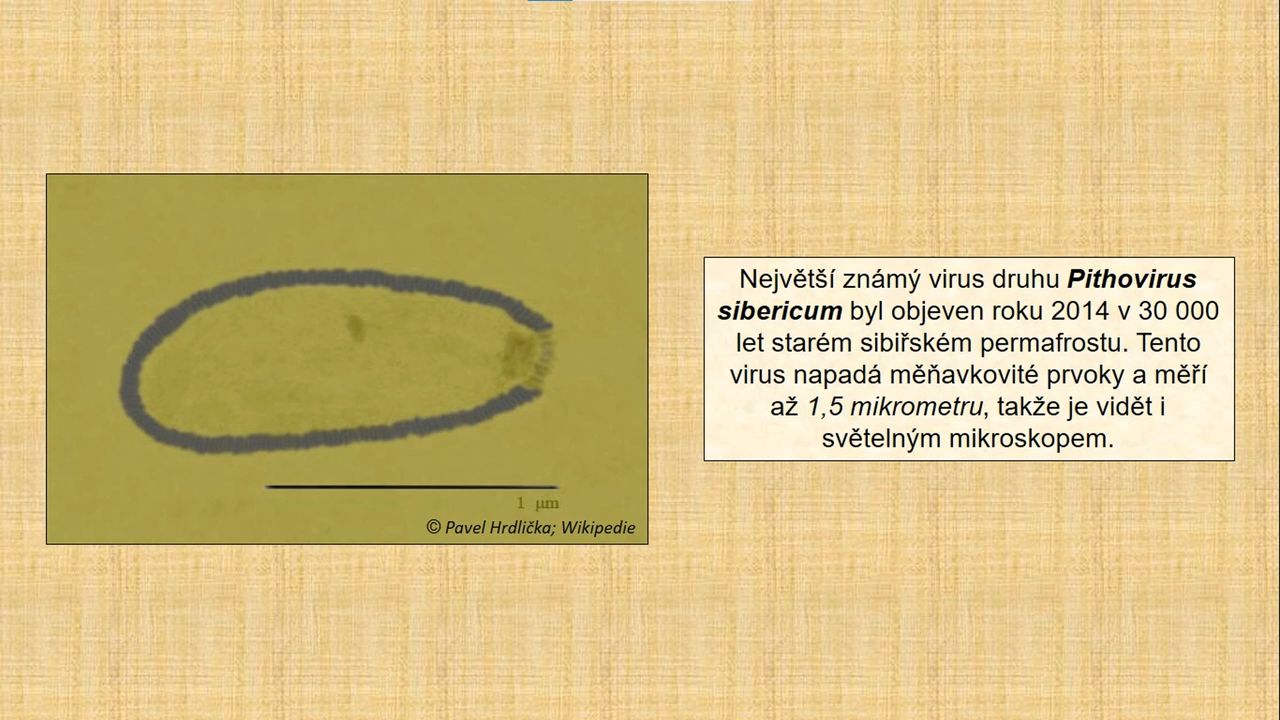 1 µm
© Pavel Hrdlička; Wikipedie
Největší známý virus druhu Pithovirus
sibericum byl objeven roku 2014 v 30 000
let starém sibiřském permafrostu. Tento
virus napadá měňavkovité prvoky a měří
až 1,5 mikrometru, takže je vidět i
světelným mikroskopem.